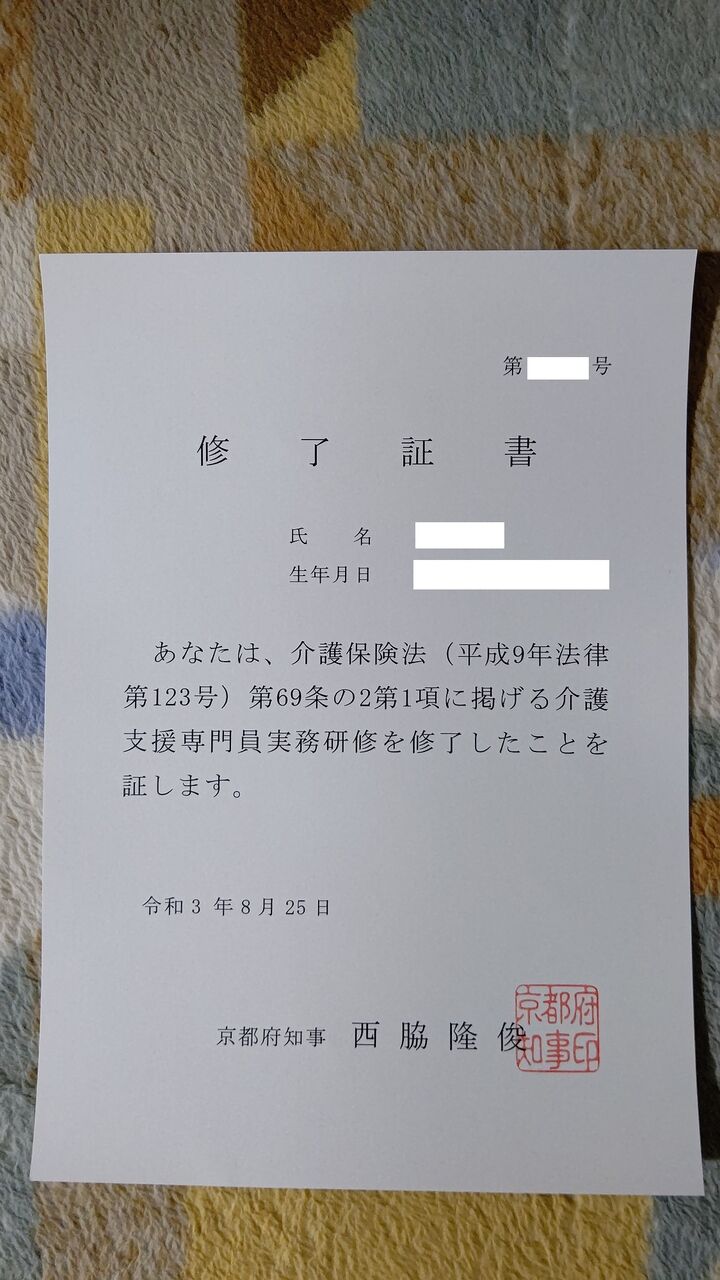 第 号
修了証書
氏 名
生年月日
あなたは、介護保険法（平成9年法律
第123号）第69条の2第1項に掲げる介護
支援専門員実務研修を修了したことを
証します。
令和3年8月25日
京都府知事 西脇隆俊
京都府
知事印